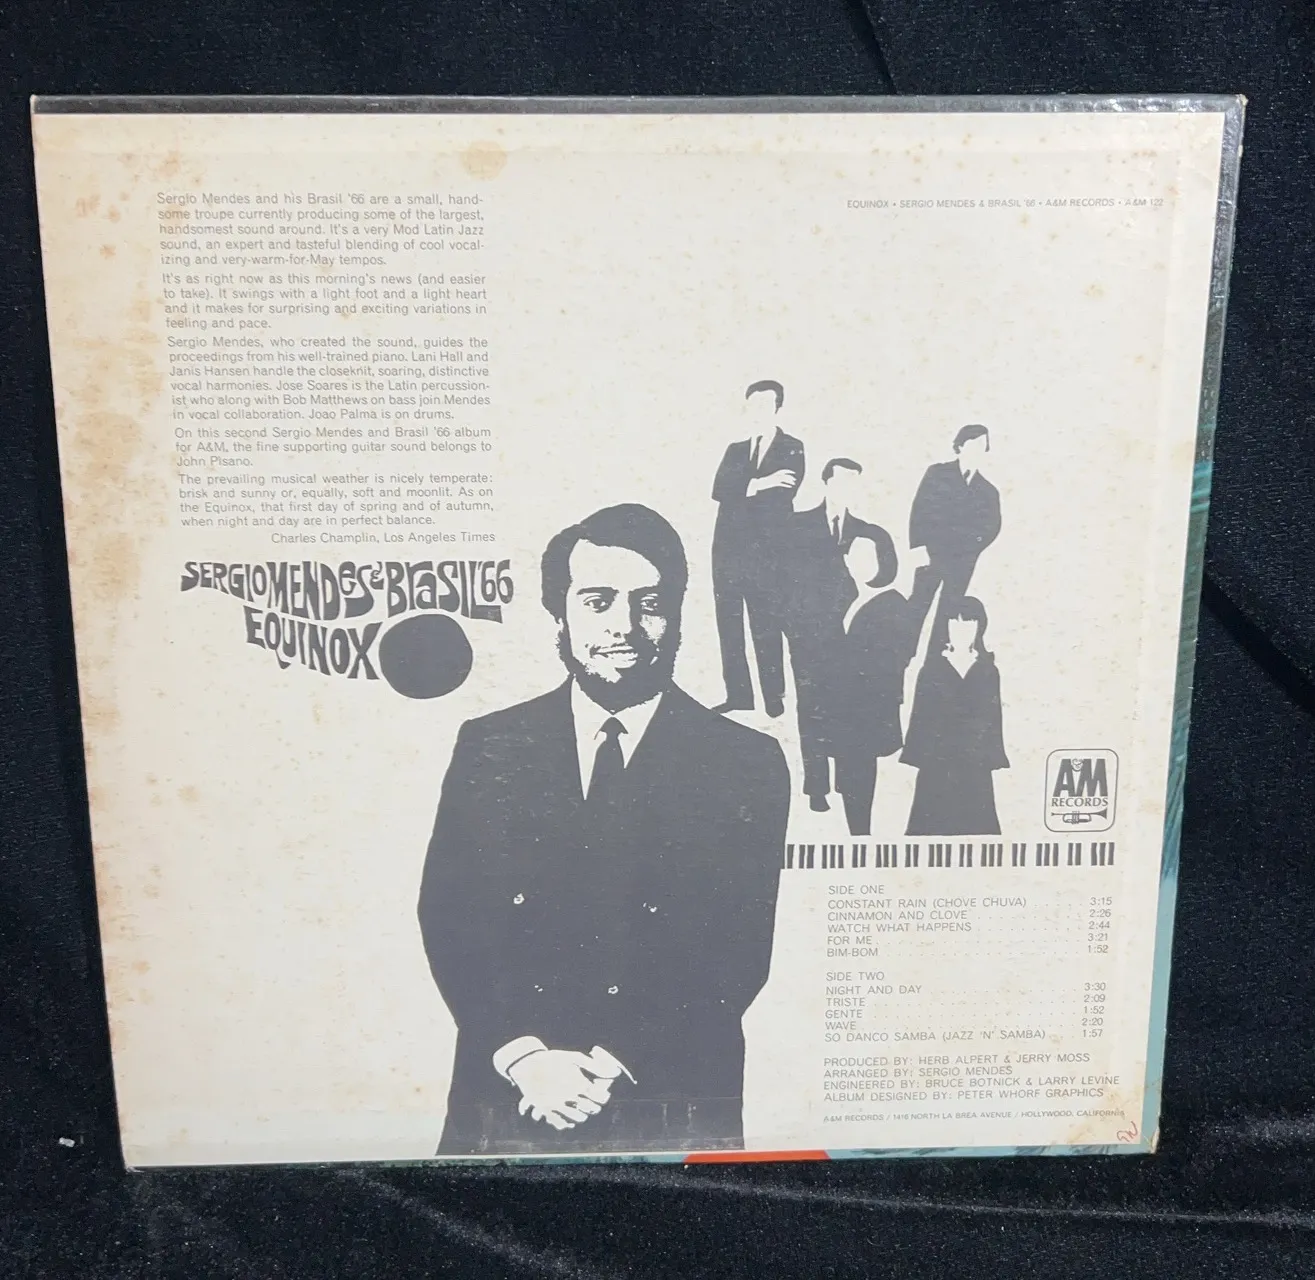 Sergio Mendes and his Brasil '66 are a small, hand-
some troupe currently producing some of the largest,
handsomest sound around. It's a very Mod Latin Jazz
sound, an expert and tasteful blending of cool vocal-
izing and very-warm-for-May tempos.
It's as right now as this morning's news (and easier
to take). It swings with a light foot and a light heart
and it makes for surprising and exciting variations in
feeling and pace.
Sergio Mendes, who created the sound, guides the
proceedings from his well-trained piano. Lani Hall and
Janis Hansen handle the closeknit, soaring, distinctive
vocal harmonies. Jose Soares is the Latin percussion-
ist who along with Bob Matthews on bass join Mendes
in vocal collaboration. Joao Palma is on drums.
On this second Sergio Mendes and Brasil '66 album
for A&M, the fine supporting guitar sound belongs to
John Pisano.
The prevailing musical weather is nicely temperate:
brisk and sunny or, equally, soft and moonlit. As on
the Equinox, that first day of spring and of autumn,
when night and day are in perfect balance.
Charles Champlin, Los Angeles Times
EQUINOX • SERGIO MENDES & BRASIL '66 • A&M RECORDS • A&M 122
SERGIO MENDES & BRASIL '66
EQUINOX
A&M
RECORDS
SIDE ONE
CONSTANT RAIN (CHOVE CHUVA) . . . . . . 3:15
CINNAMON AND CLOVE . . . . . . . . . . . 2:26
WATCH WHAT HAPPENS . . . . . . . . . . . 2:44
FOR ME . . . . . . . . . . . . . . . . . . . 3:21
BIM-BOM . . . . . . . . . . . . . . . . . . 1:52
SIDE TWO
NIGHT AND DAY . . . . . . . . . . . . . . 3:30
TRISTE . . . . . . . . . . . . . . . . . . . 2:09
GENTE . . . . . . . . . . . . . . . . . . . 1:52
WAVE . . . . . . . . . . . . . . . . . . . 2:20
SO DANCO SAMBA (JAZZ 'N' SAMBA) . . . . 1:57
PRODUCED BY: HERB ALPERT & JERRY MOSS
ARRANGED BY: SERGIO MENDES
ENGINEERED BY: BRUCE BOTNICK & LARRY LEVINE
ALBUM DESIGNED BY: PETER WHORF GRAPHICS
A&M RECORDS / 1416 NORTH LA BREA AVENUE / HOLLYWOOD, CALIFORNIA